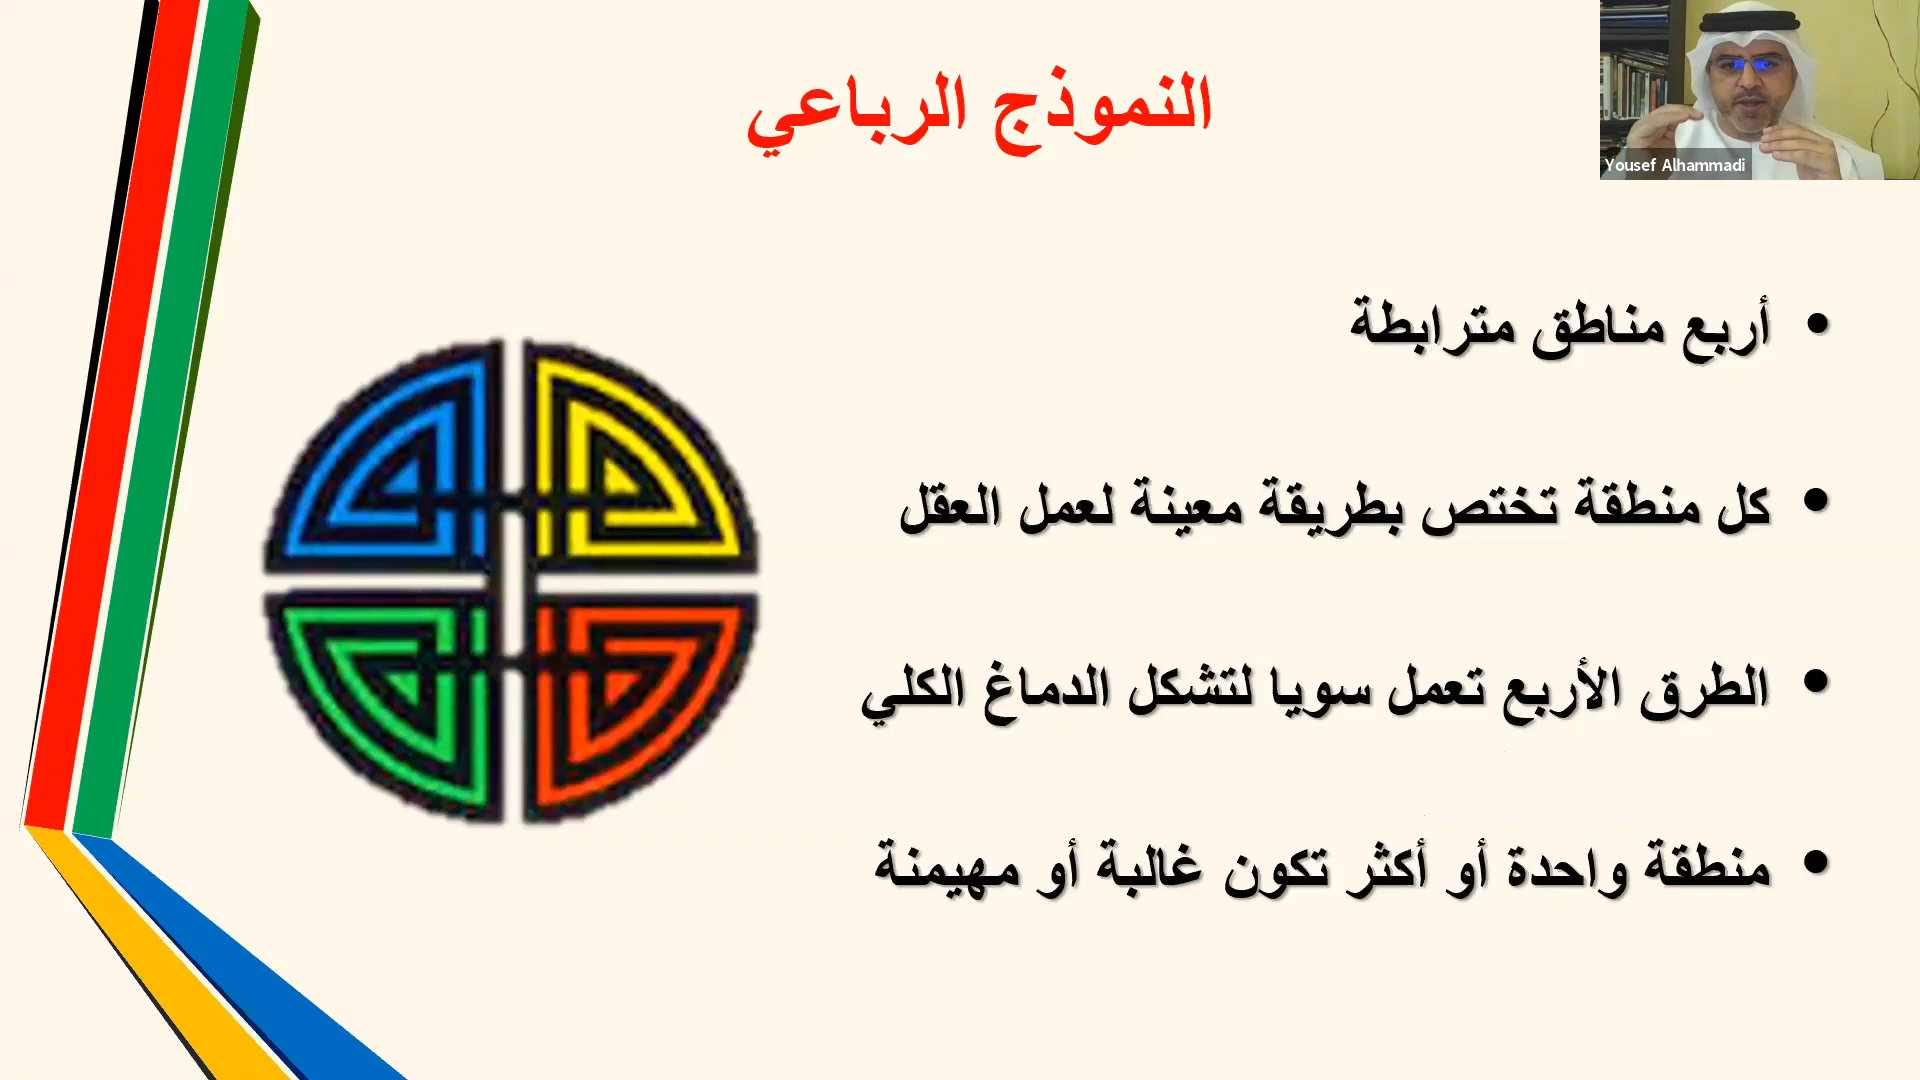 النموذج الرباعي
Yousef Alhammadi
• أربع مناطق مترابطة
• كل منطقة تختص بطريقة معينة لعمل العقل
• الطرق الأربع تعمل سويا لتشكل الدماغ الكلي
• منطقة واحدة أو أكثر تكون غالبة أو مهيمنة